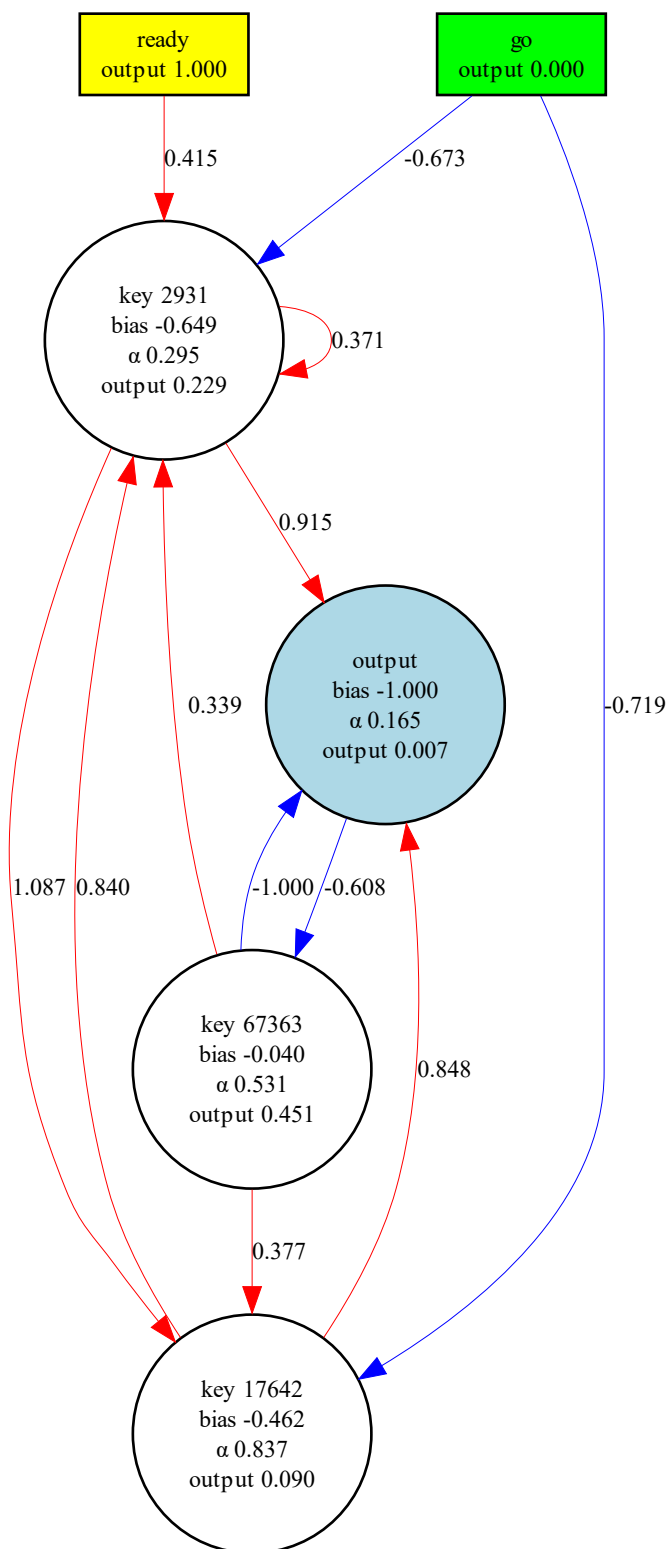 ready
output 1.000
go
output 0.000
0.415
-0.673
key 2931
bias -0.649
α 0.295
output 0.229
0.371
0.915
output
bias -1.000
α 0.165
output 0.007
0.339
-0.719
1.087
0.840
-1.000
-0.608
key 67363
bias -0.040
α 0.531
output 0.451
0.848
0.377
key 17642
bias -0.462
α 0.837
output 0.090